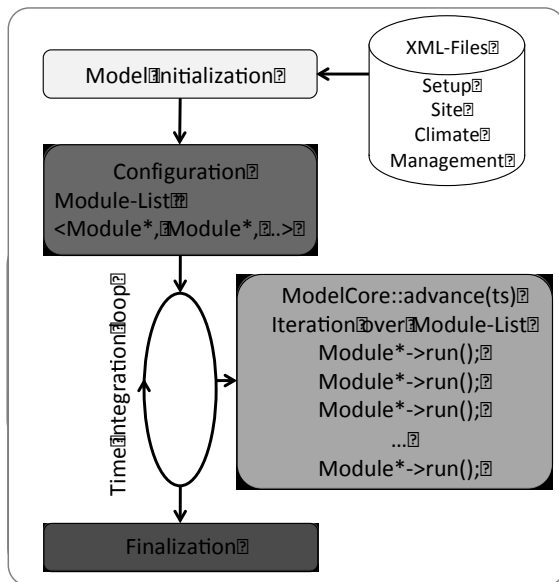 XML-Files
Setup
Site
Climate
Management
Model Initialization
Configuration
Module-List
<Module*, Module*, ...>
Time integration loop
ModelCore::advance(ts)
Iteration over Module-List
Module*->run();
Module*->run();
Module*->run();
...
Module*->run();
Finalization